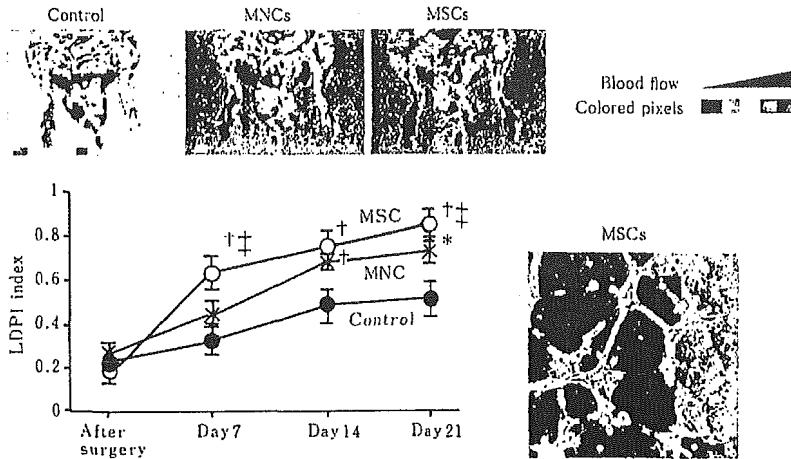 Control
MNCs
MSCs
Blood flow
Colored pixels
LDPI index
1
0.8
0.6
0.4
0.2
0
†‡
MSC
†
†‡
†
MNC
*
Control
After surgery
Day 7
Day 14
Day 21
MSCs